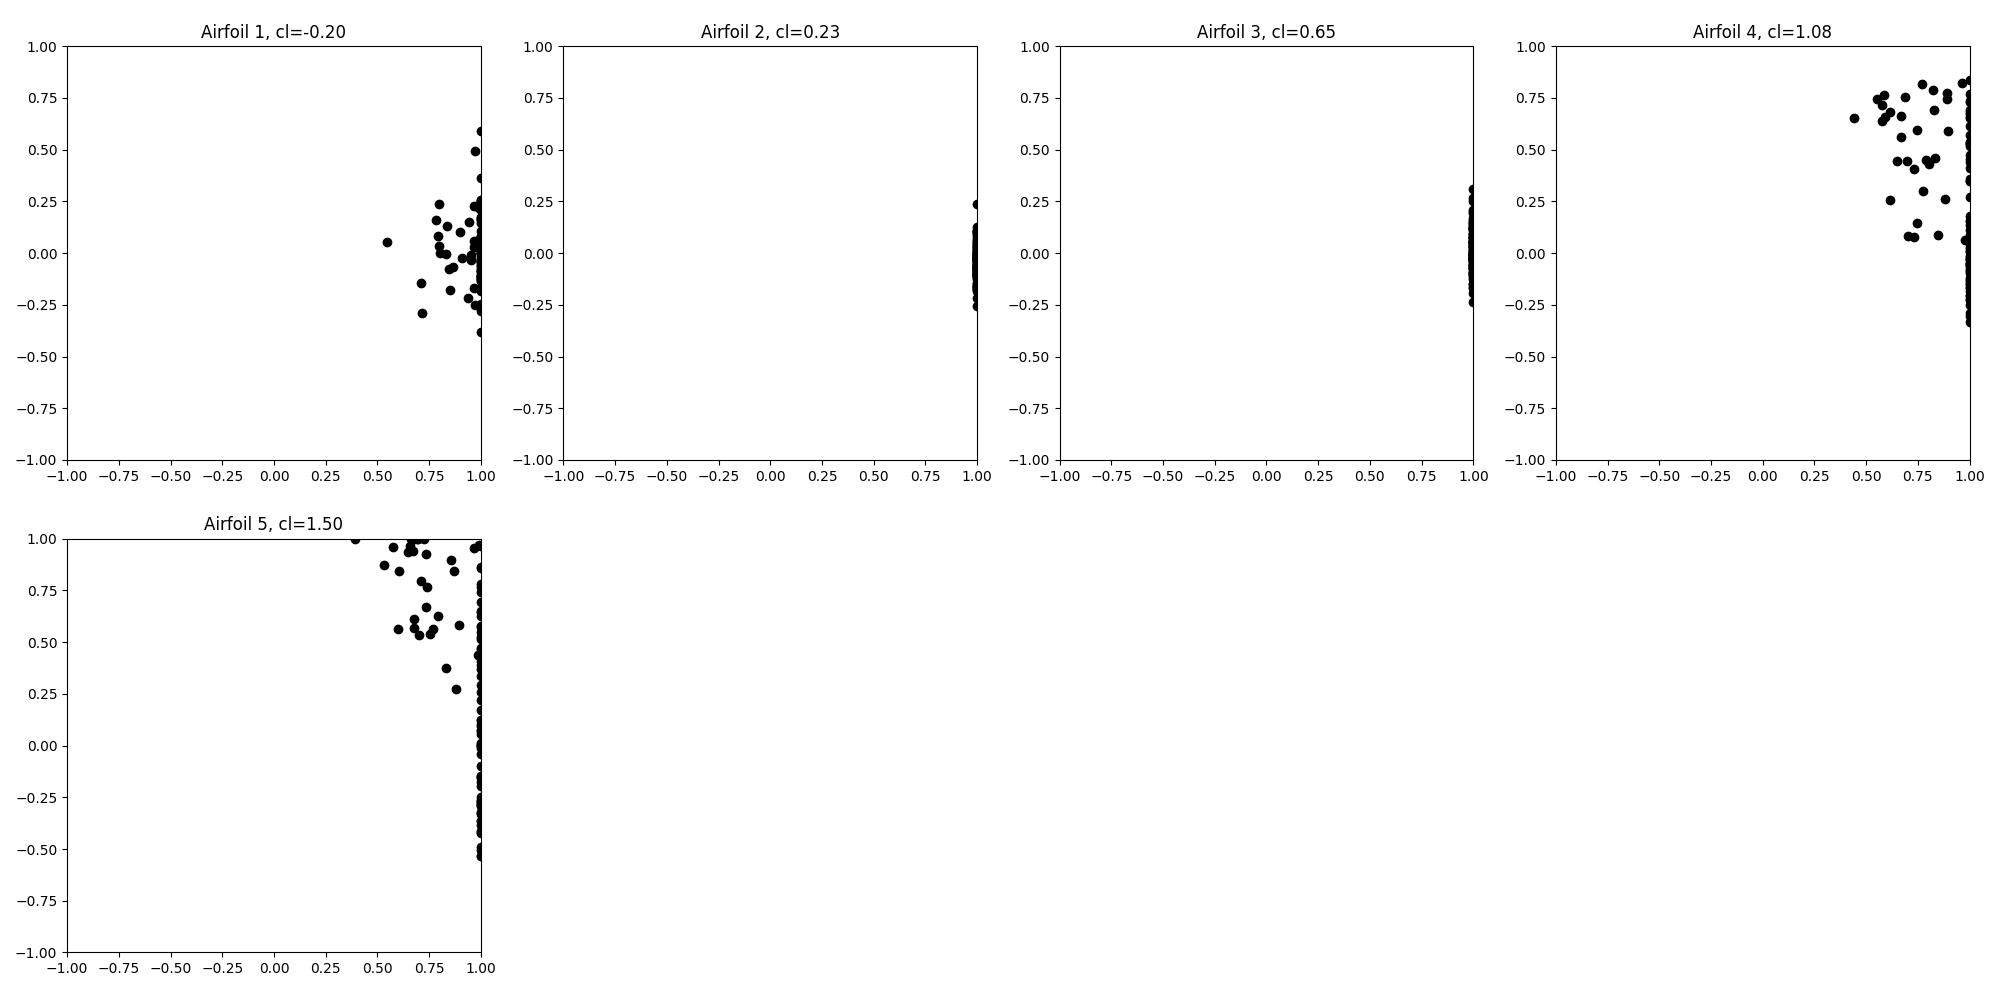 Airfoil 1, cl=-0.20
Airfoil 2, cl=0.23
Airfoil 3, cl=0.65
Airfoil 4, cl=1.08
1.00 1.00 1.00 1.00
0.75 0.75 0.75 0.75
0.50 0.50 0.50 0.50
0.25 0.25 0.25 0.25
0.00 0.00 0.00 0.00
−0.25 −0.25 −0.25 −0.25
−0.50 −0.50 −0.50 −0.50
−0.75 −0.75 −0.75 −0.75
−1.00 −1.00 −1.00 −1.00
−1.00 −0.75 −0.50 −0.25 0.00 0.25 0.50 0.75 1.00
−1.00 −0.75 −0.50 −0.25 0.00 0.25 0.50 0.75 1.00
−1.00 −0.75 −0.50 −0.25 0.00 0.25 0.50 0.75 1.00
−1.00 −0.75 −0.50 −0.25 0.00 0.25 0.50 0.75 1.00
Airfoil 5, cl=1.50
1.00
0.75
0.50
0.25
0.00
−0.25
−0.50
−0.75
−1.00
−1.00 −0.75 −0.50 −0.25 0.00 0.25 0.50 0.75 1.00